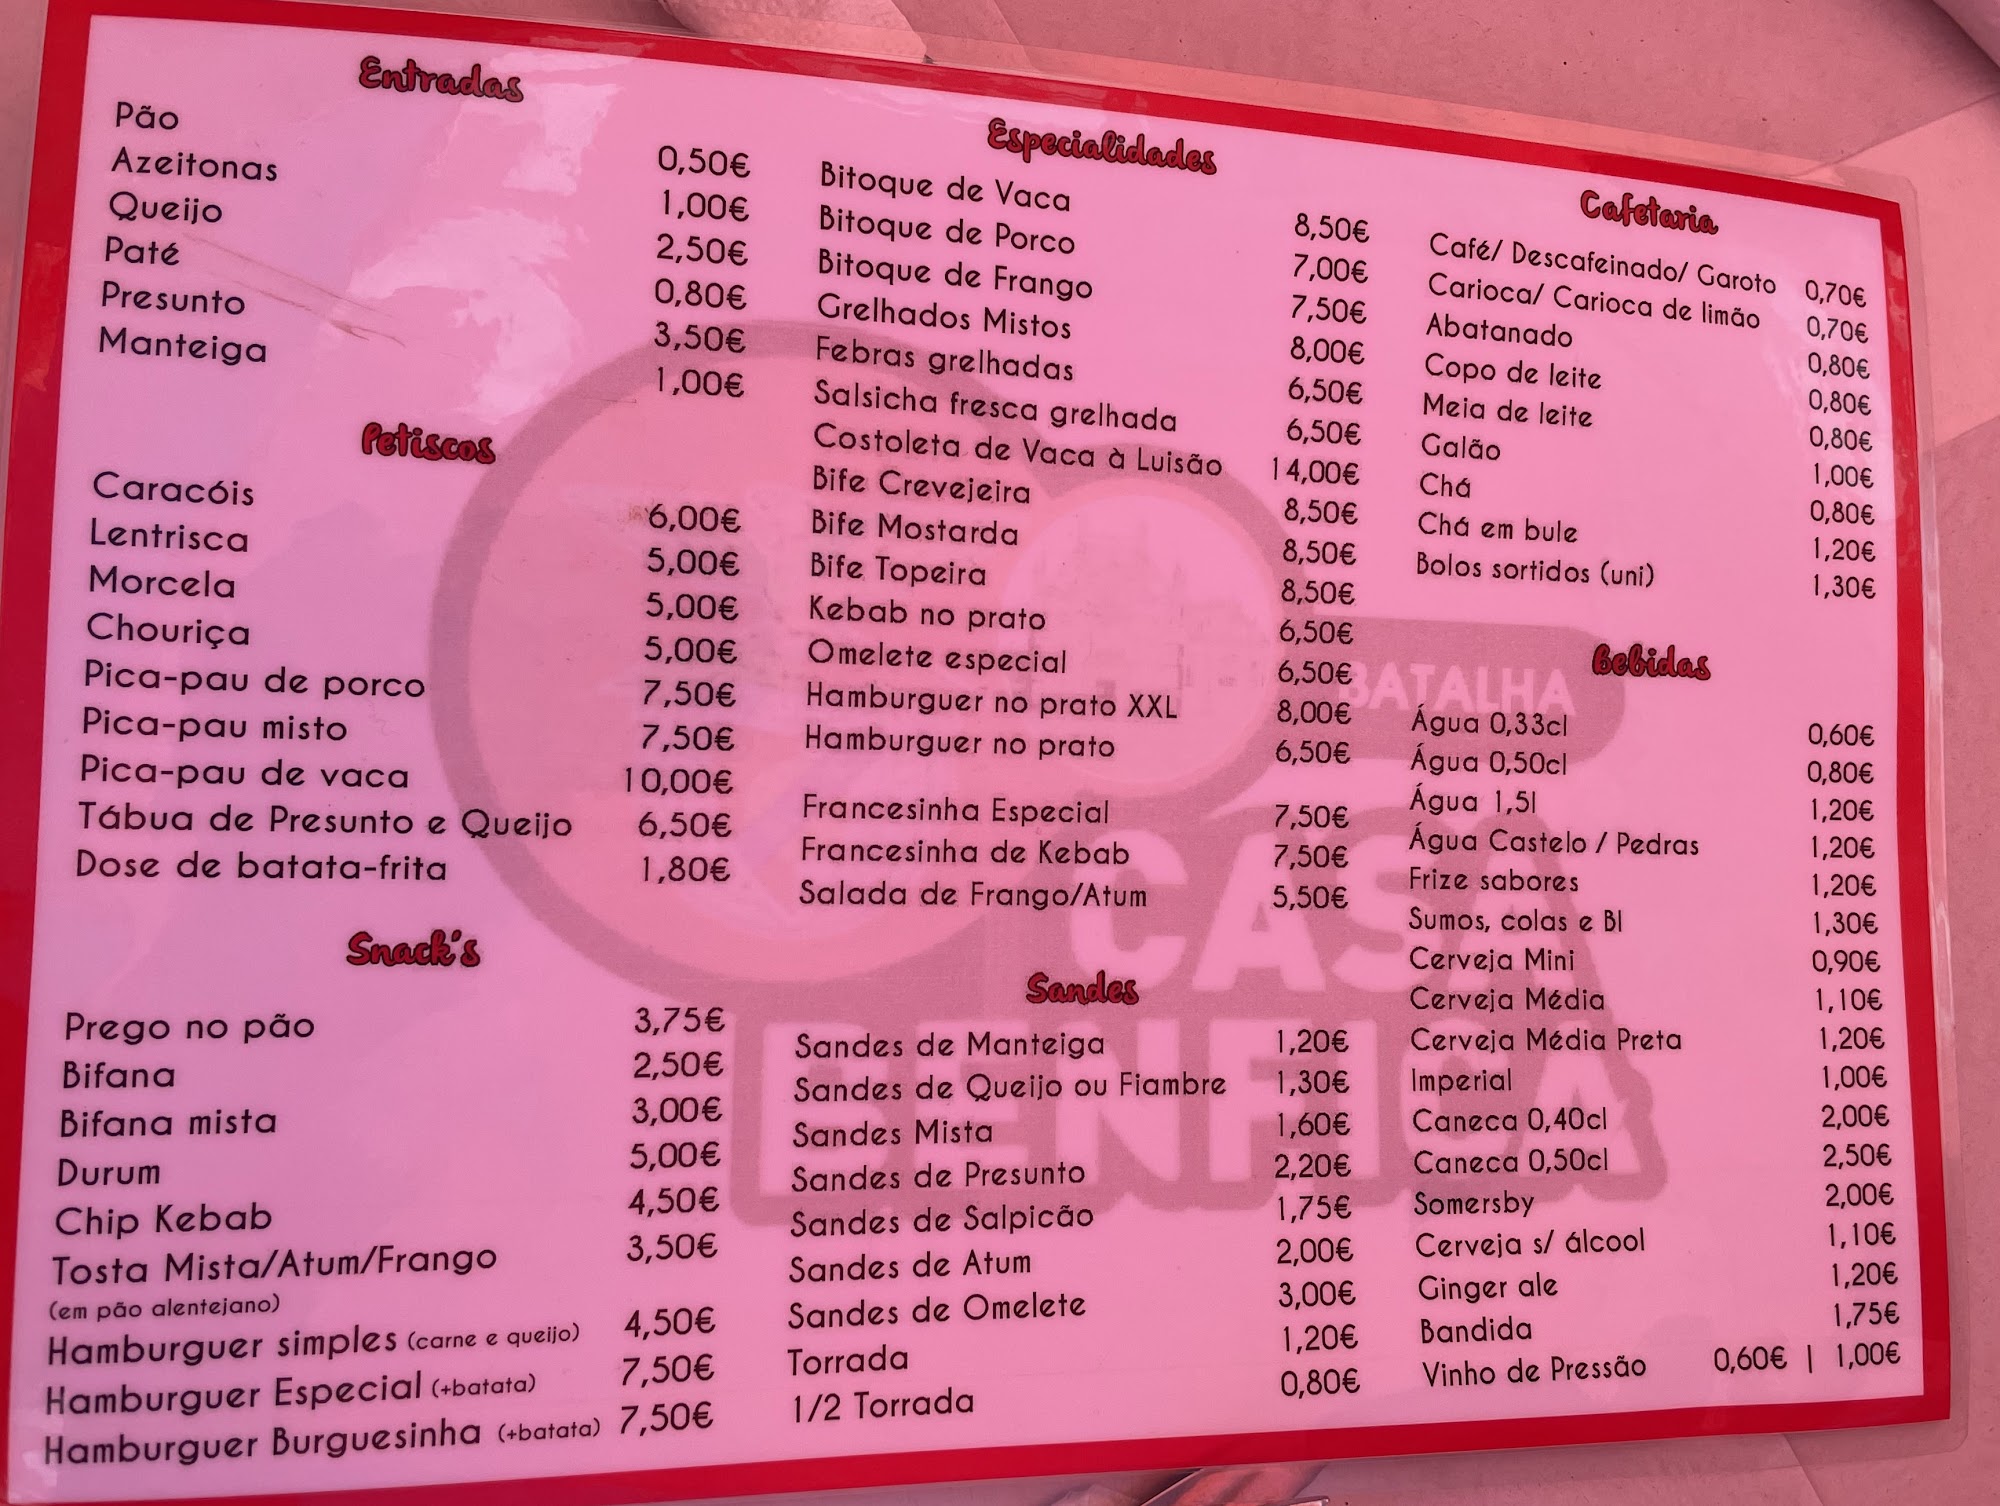 Entradas
Pão 0,50€
Azeitonas 1,00€
Queijo 2,50€
Paté 0,80€
Presunto 3,50€
Manteiga 1,00€
Petiscos
Caracóis 6,00€
Lentrisca 5,00€
Morcela 5,00€
Chouriça 5,00€
Pica-pau de porco 7,50€
Pica-pau misto 7,50€
Pica-pau de vaca 10,00€
Tábua de Presunto e Queijo 6,50€
Dose de batata-frita 1,80€
Snack's
Prego no pão 3,75€
Bifana 2,50€
Bifana mista 3,00€
Durum 5,00€
Chip Kebab 4,50€
Tosta Mista/Atum/Frango 3,50€
(em pão alentejano)
Hamburguer simples (carne e queijo) 4,50€
Hamburguer Especial (+batata) 7,50€
Hamburguer Burguesinha (+batata) 7,50€
Especialidades
Bitoque de Vaca 8,50€
Bitoque de Porco 7,00€
Bitoque de Frango 7,50€
Grelhados Mistos 8,00€
Febras grelhadas 6,50€
Salsicha fresca grelhada 6,50€
Costoleta de Vaca à Luisão 14,00€
Bife Crevejeira 8,50€
Bife Mostarda 8,50€
Bife Topeira 8,50€
Kebab no prato 6,50€
Omelete especial 6,50€
Hamburguer no prato XXL 8,00€
Hamburguer no prato 6,50€
Francesinha Especial 7,50€
Francesinha de Kebab 7,50€
Salada de Frango/Atum 5,50€
Sandes
Sandes de Manteiga 1,20€
Sandes de Queijo ou Fiambre 1,30€
Sandes Mista 1,60€
Sandes de Presunto 2,20€
Sandes de Salpicão 1,75€
Sandes de Atum 2,00€
Sandes de Omelete 3,00€
Torrada 1,20€
1/2 Torrada 0,80€
Cafetaria
Café/ Descafeinado/ Garoto 0,70€
Carioca/ Carioca de limão 0,70€
Abatanado 0,80€
Copo de leite 0,80€
Meia de leite 0,80€
Galão 1,00€
Chá 0,80€
Chá em bule 1,20€
Bolos sortidos (uni) 1,30€
Bebidas
Água 0,33cl 0,60€
Água 0,50cl 0,80€
Água 1,5l 1,20€
Água Castelo / Pedras 1,20€
Frize sabores 1,20€
Sumos, colas e BI 1,30€
Cerveja Mini 0,90€
Cerveja Média 1,10€
Cerveja Média Preta 1,20€
Imperial 1,00€
Caneca 0,40cl 2,00€
Caneca 0,50cl 2,50€
Somersby 2,00€
Cerveja s/ álcool 1,10€
Ginger ale 1,20€
Bandida 1,75€
Vinho de Pressão 0,60€ | 1,00€
BATALHA
CASA
BENFICA